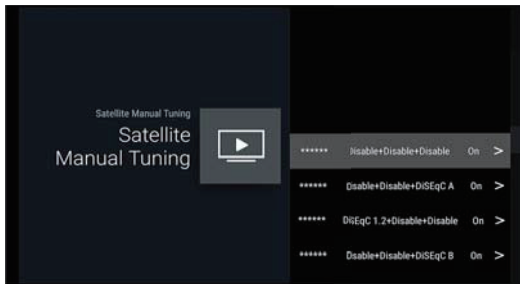 Satellite Manual Tuning
Satellite
Manual Tuning
****** Disable+Disable+Disable On >
****** Dsable+Disable+DiSEqC A On >
****** DiSEqC 1.2+Disable+Disable On >
****** Dsable+Disable+DISEqC B On >